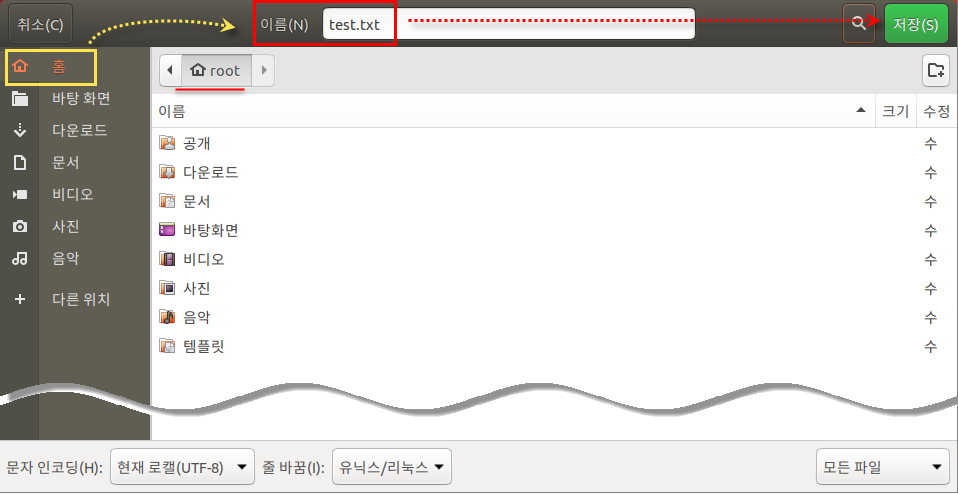 취소(C) 이름(N) test.txt 저장(S)
홈 root
바탕 화면
이름 크기 수정
다운로드
공개 수
문서
다운로드 수
비디오
문서 수
사진
바탕화면 수
음악
비디오 수
다른 위치
사진 수
음악 수
템플릿 수
문자 인코딩(H): 현재 로캘(UTF-8) 줄 바꿈(I): 유닉스/리눅스 모든 파일